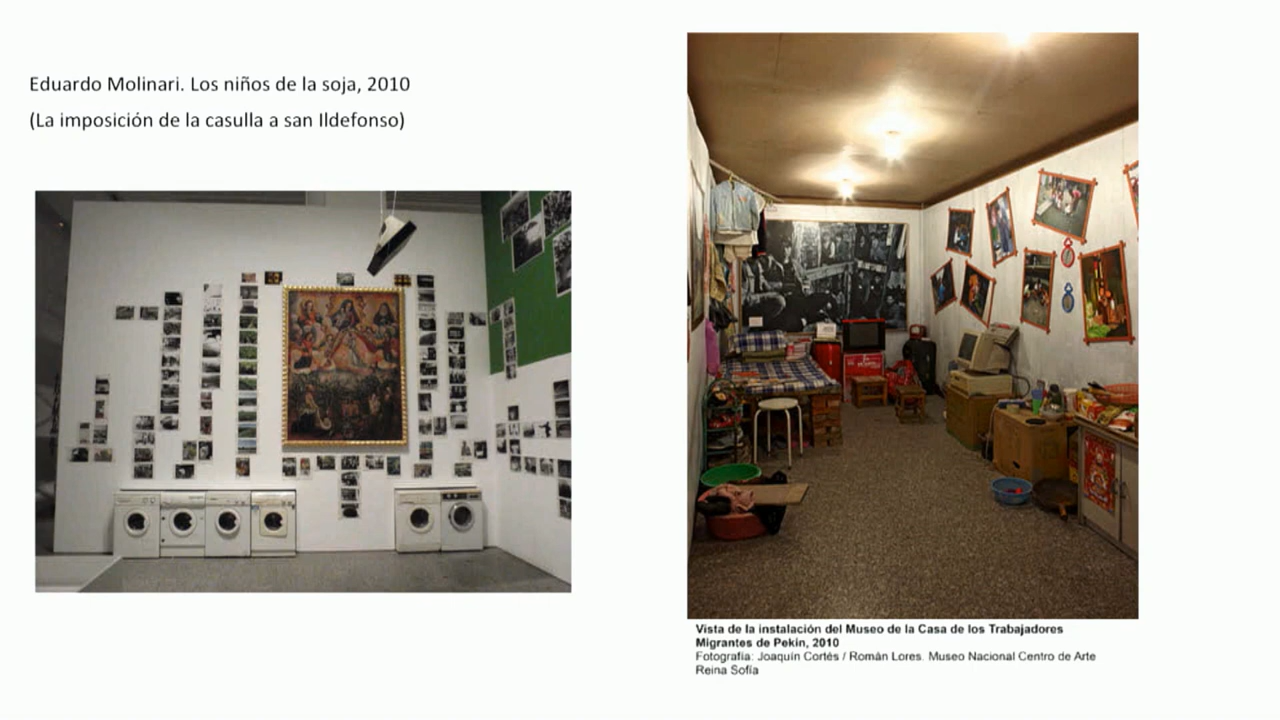 Eduardo Molinari. Los niños de la soja, 2010
(La imposición de la casulla a san Ildefonso)
Vista de la instalación del Museo de la Casa de los Trabajadores
Migrantes de Pekín, 2010
Fotografía: Joaquín Cortés / Román Lores. Museo Nacional Centro de Arte
Reina Sofía